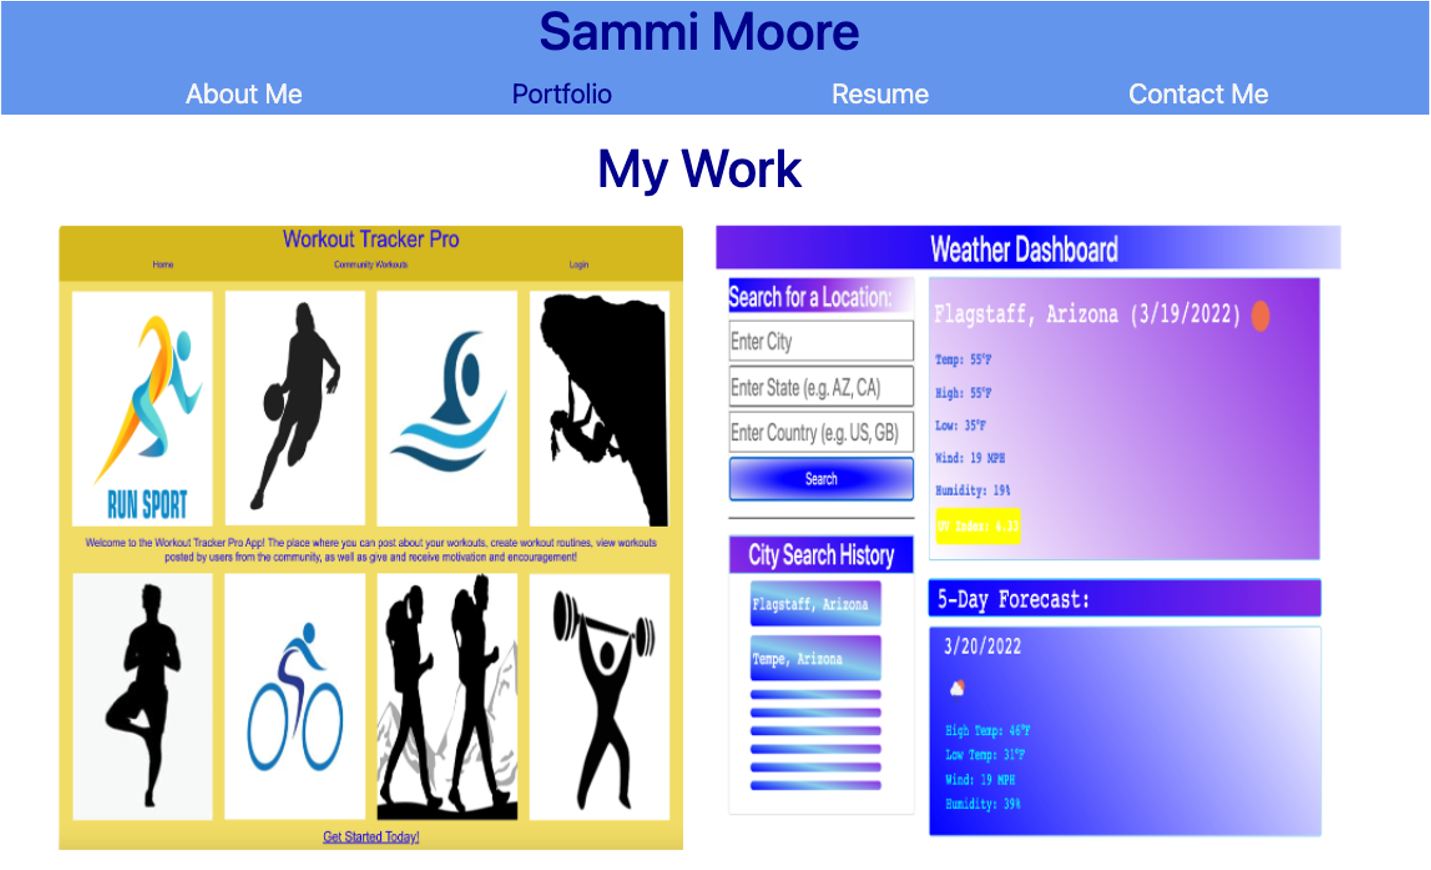 Sammi Moore
About Me
Portfolio
Resume
Contact Me
My Work
Workout Tracker Pro
Home
Community Workouts
Login
RUN SPORT
Welcome to the Workout Tracker Pro App! The place where you can post about your workouts, create workout routines, view workouts
posted by users from the community, as well as give and receive motivation and encouragement!
Get Started Today!
Weather Dashboard
Search for a Location:
Enter City
Enter State (e.g. AZ, CA)
Enter Country (e.g. US, GB)
Search
City Search History
Flagstaff, Arizona
Tempe, Arizona
Flagstaff, Arizona (3/19/2022)
Temp: 55°F
High: 55°F
Low: 35°F
Wind: 19 MPH
Humidity: 19%
UV Index: 4.33
5-Day Forecast:
3/20/2022
High Temp: 46°F
Low Temp: 31°F
Wind: 19 MPH
Humidity: 39%